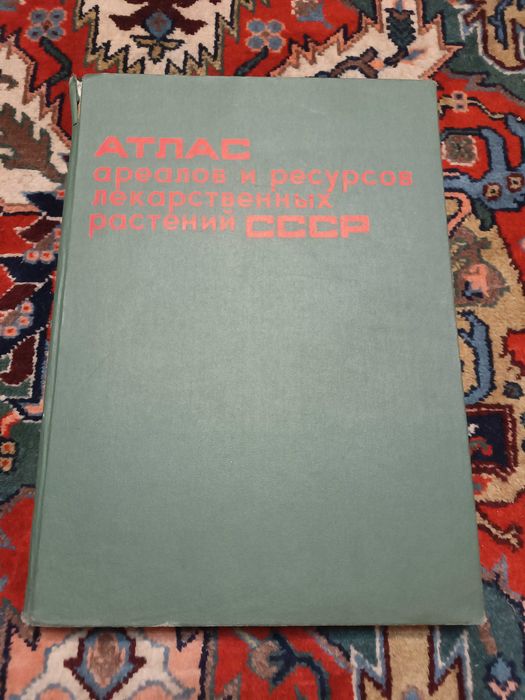 АТЛАС
ареалов и ресурсов
лекарственных
растений СССР